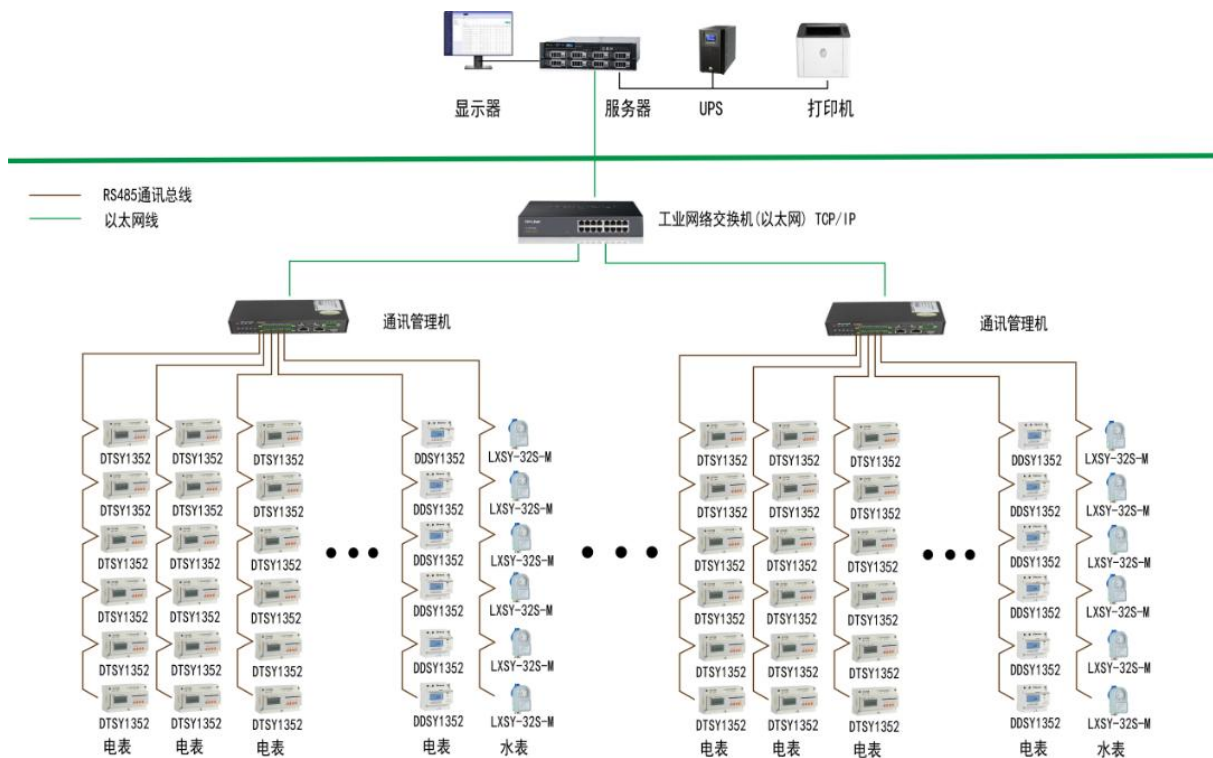 显示器 服务器 UPS 打印机
RS485通讯总线
以太网线
工业网络交换机(以太网) TCP/IP
通讯管理机 通讯管理机
DTSY1352 DTSY1352 DTSY1352 DDSY1352 LXSY-32S-M DTSY1352 DTSY1352 DTSY1352 DDSY1352 LXSY-32S-M
DTSY1352 DTSY1352 DTSY1352 DDSY1352 LXSY-32S-M DTSY1352 DTSY1352 DTSY1352 DDSY1352 LXSY-32S-M
DTSY1352 DTSY1352 DTSY1352 DDSY1352 LXSY-32S-M DTSY1352 DTSY1352 DTSY1352 DDSY1352 LXSY-32S-M
DTSY1352 DTSY1352 DTSY1352 DDSY1352 LXSY-32S-M DTSY1352 DTSY1352 DTSY1352 DDSY1352 LXSY-32S-M
DTSY1352 DTSY1352 DTSY1352 DDSY1352 LXSY-32S-M DTSY1352 DTSY1352 DTSY1352 DDSY1352 LXSY-32S-M
DTSY1352 DTSY1352 DTSY1352 DDSY1352 LXSY-32S-M DTSY1352 DTSY1352 DTSY1352 DDSY1352 LXSY-32S-M
电表 电表 电表 电表 水表 电表 电表 电表 电表 水表